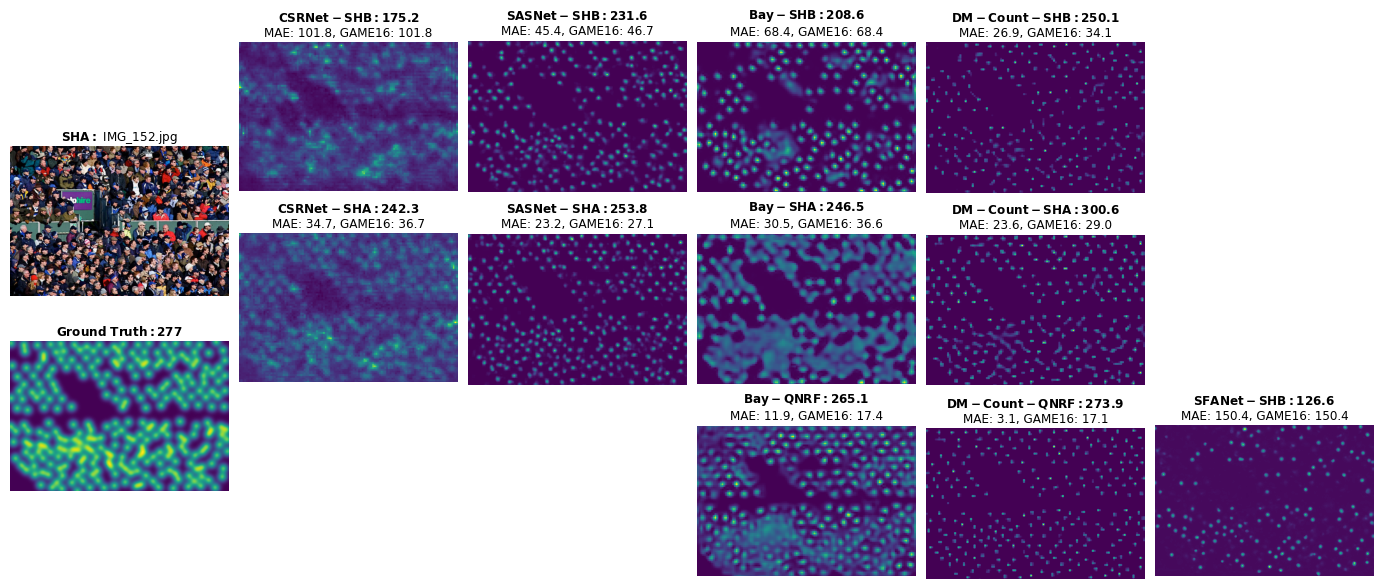 CSRNet − SHB : 175.2
MAE: 101.8, GAME16: 101.8
SASNet − SHB : 231.6
MAE: 45.4, GAME16: 46.7
Bay − SHB : 208.6
MAE: 68.4, GAME16: 68.4
DM − Count − SHB : 250.1
MAE: 26.9, GAME16: 34.1
SHA : IMG_152.jpg
CSRNet − SHA : 242.3
MAE: 34.7, GAME16: 36.7
SASNet − SHA : 253.8
MAE: 23.2, GAME16: 27.1
Bay − SHA : 246.5
MAE: 30.5, GAME16: 36.6
DM − Count − SHA : 300.6
MAE: 23.6, GAME16: 29.0
Ground Truth : 277
Bay − QNRF : 265.1
MAE: 11.9, GAME16: 17.4
DM − Count − QNRF : 273.9
MAE: 3.1, GAME16: 17.1
SFANet − SHB : 126.6
MAE: 150.4, GAME16: 150.4